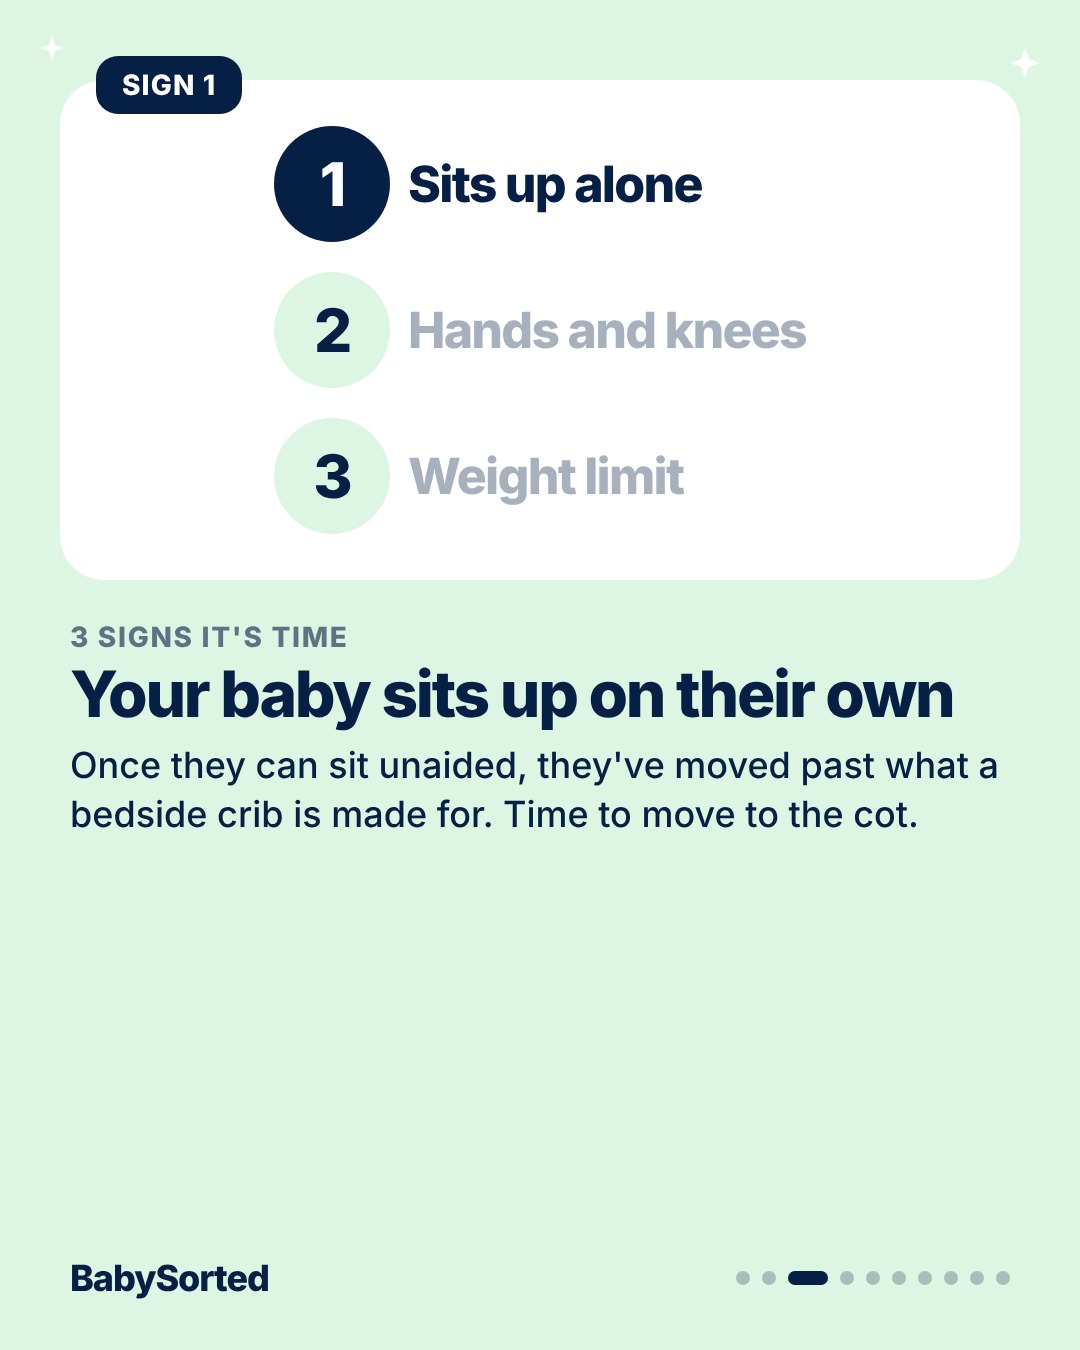 SIGN 1
1 Sits up alone
2 Hands and knees
3 Weight limit
3 SIGNS IT'S TIME
Your baby sits up on their own
Once they can sit unaided, they've moved past what a
bedside crib is made for. Time to move to the cot.
BabySorted